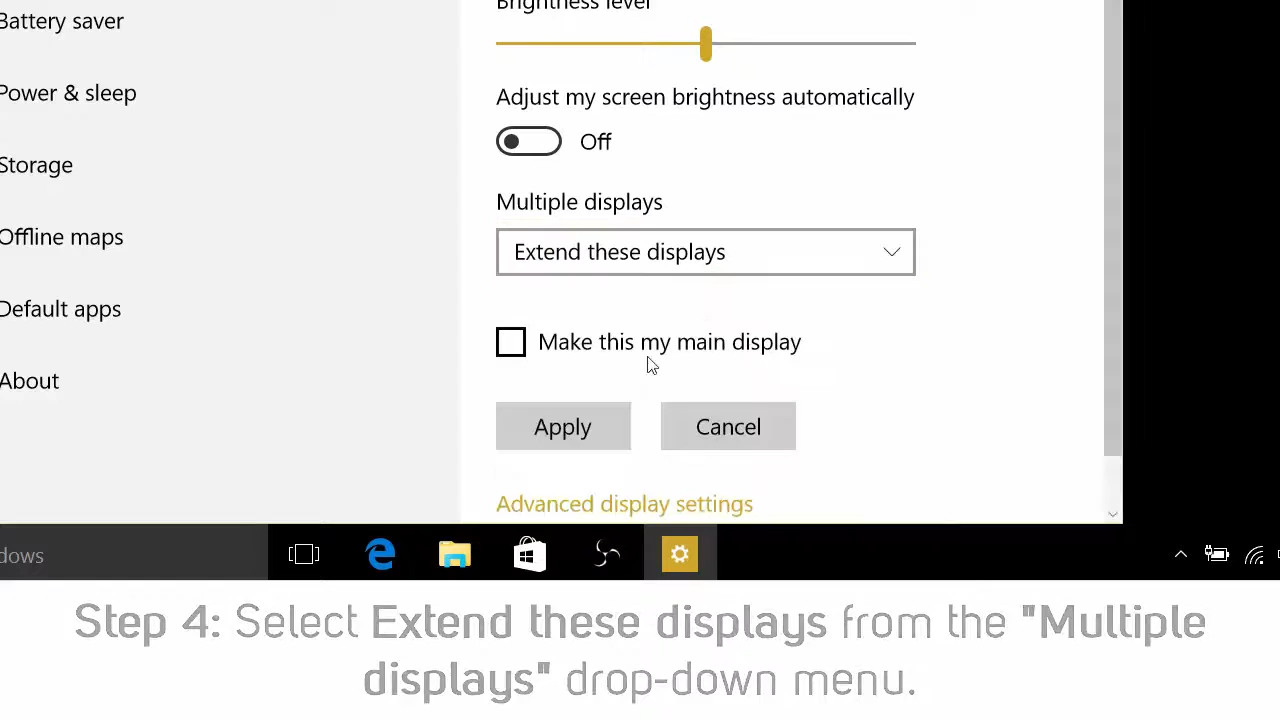 Brightness level
Battery saver
Adjust my screen brightness automatically
Power & sleep
Off
Storage
Multiple displays
Offline maps
Extend these displays
Default apps
Make this my main display
About
Apply
Cancel
Advanced display settings
dows
Step 4: Select Extend these displays from the "Multiple
displays" drop-down menu.